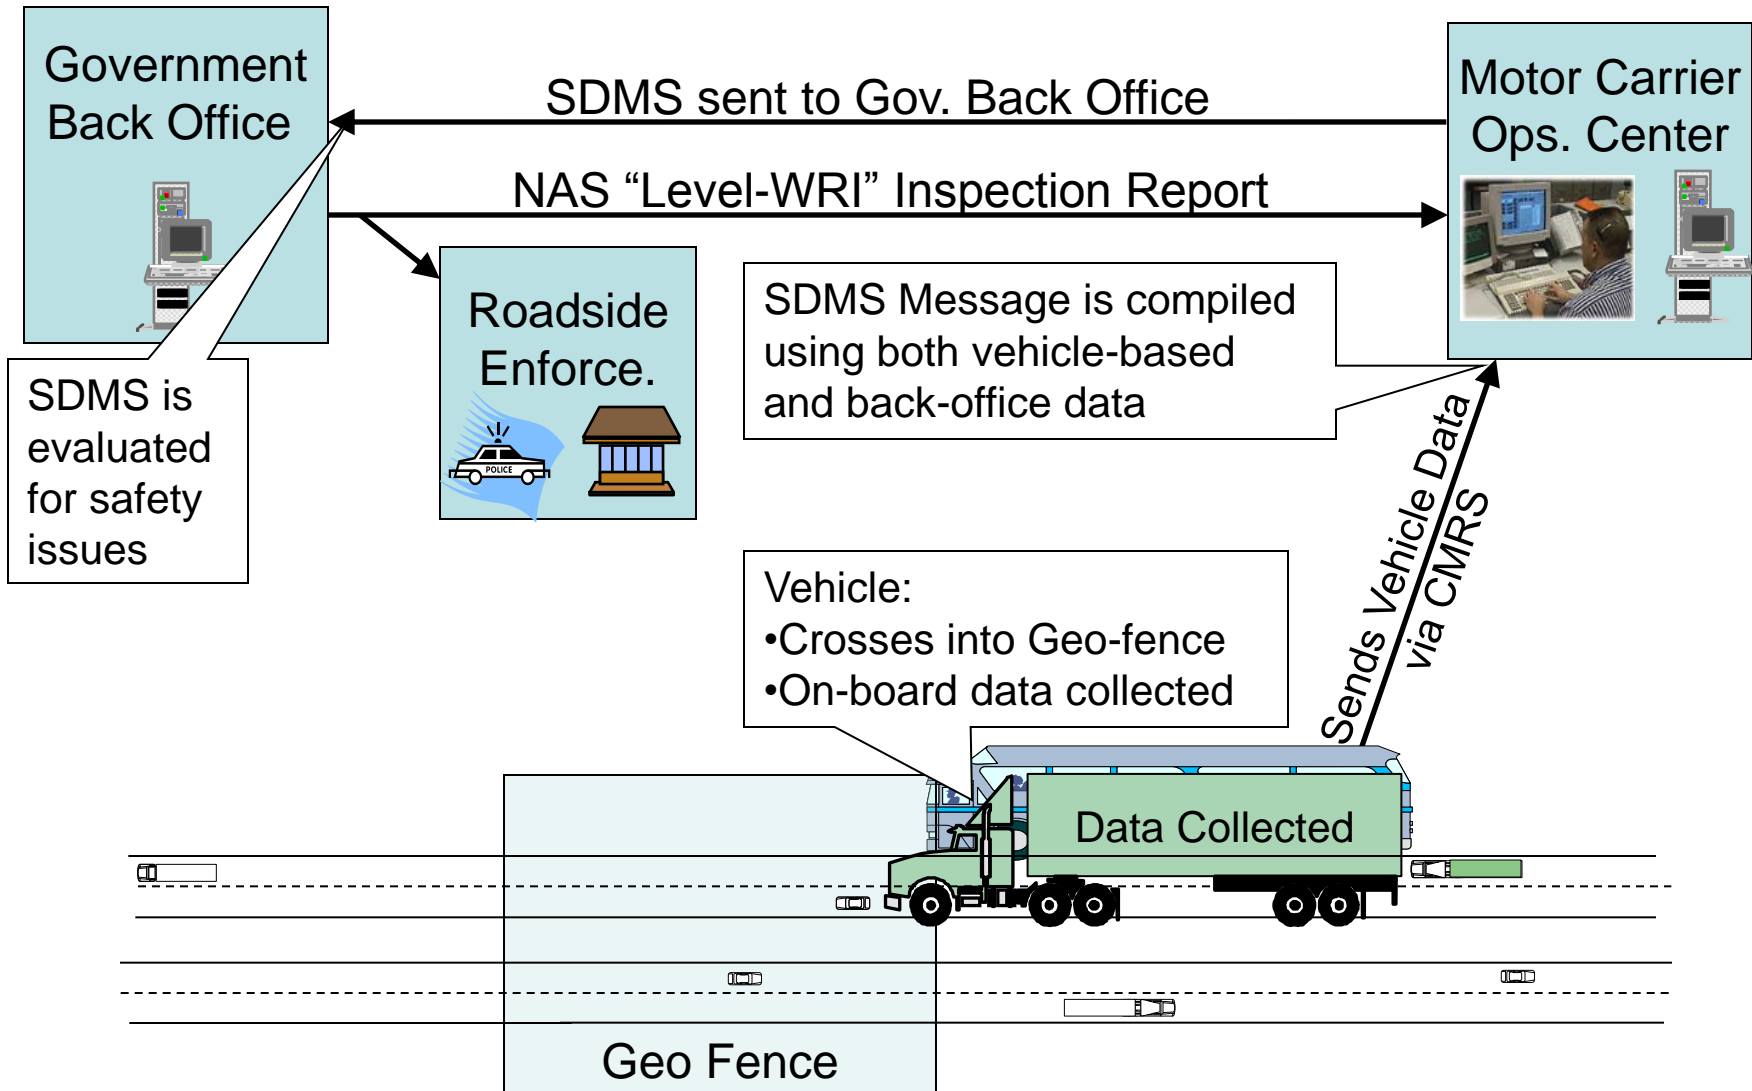 Government
Back Office
SDMS sent to Gov. Back Office
Motor Carrier
Ops. Center
NAS “Level-WRI” Inspection Report
Roadside
Enforce.
POLICE
SDMS Message is compiled
using both vehicle-based
and back-office data
SDMS is
evaluated
for safety
issues
Sends Vehicle Data
via CMRS
Vehicle:
•Crosses into Geo-fence
•On-board data collected
Data Collected
Geo Fence